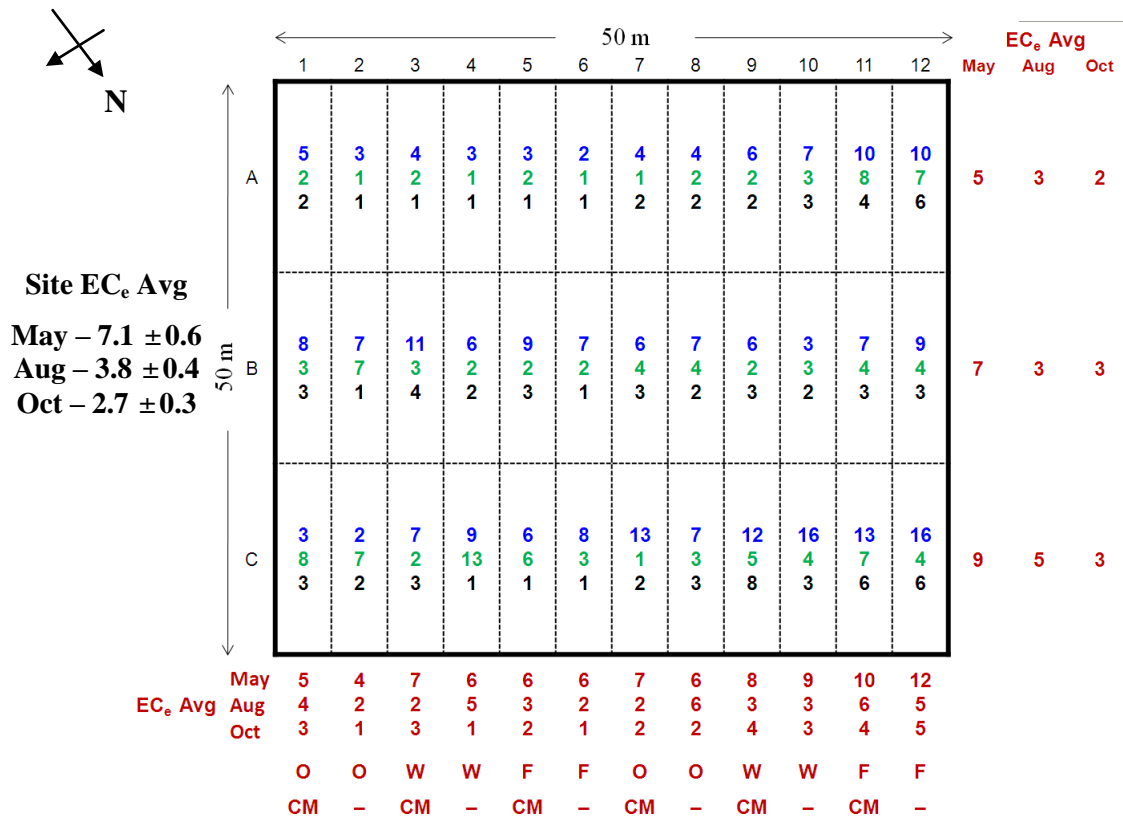 50 m
ECe Avg
1 2 3 4 5 6 7 8 9 10 11 12
May Aug Oct
N
5 3 4 3 3 2 4 4 6 7 10 10
A 2 1 2 1 2 1 1 2 2 3 8 7 5 3 2
2 1 1 1 1 1 2 2 2 3 4 6
Site ECe Avg
May – 7.1 ±0.6
Aug – 3.8 ±0.4
Oct – 2.7 ±0.3
50 m
8 7 11 6 9 7 6 7 6 3 7 9
B 3 7 3 2 2 2 4 4 2 3 4 4 7 3 3
3 1 4 2 3 1 3 2 3 2 3 3
3 2 7 9 6 8 13 7 12 16 13 16
C 8 7 2 13 6 3 1 3 5 4 7 4 9 5 3
3 2 3 1 1 1 2 3 8 3 6 6
May 5 4 7 6 6 6 7 6 8 9 10 12
ECe Avg Aug 4 2 2 5 3 2 2 6 3 3 6 5
Oct 3 1 3 1 2 1 2 2 4 3 4 5
O O W W F F O O W W F F
CM – CM – CM – CM – CM – CM –